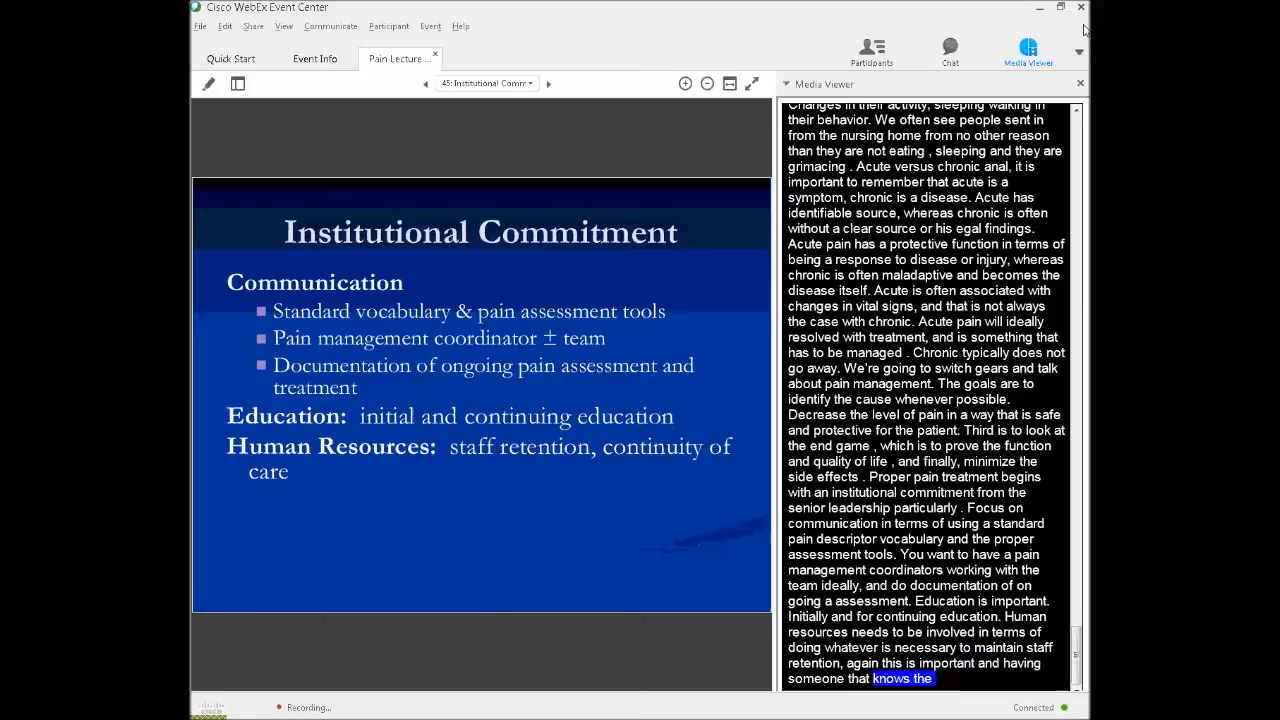 Cisco WebEx Event Center
File Edit Share View Communicate Participant Event Help
Quick Start Event Info Pain Lecture ...
Participants Chat Media Viewer
45: Institutional Comm
Media Viewer
Institutional Commitment
Communication
Standard vocabulary & pain assessment tools
Pain management coordinator ± team
Documentation of ongoing pain assessment and
treatment
Education: initial and continuing education
Human Resources: staff retention, continuity of
care
Changes in their activity, sleeping walking in
their behavior. We often see people sent in
from the nursing home from no other reason
than they are not eating , sleeping and they are
grimacing . Acute versus chronic anal, it is
important to remember that acute is a
symptom, chronic is a disease. Acute has
identifiable source, whereas chronic is often
without a clear source or his egal findings.
Acute pain has a protective function in terms of
being a response to disease or injury, whereas
chronic is often maladaptive and becomes the
disease itself. Acute is often associated with
changes in vital signs, and that is not always
the case with chronic. Acute pain will ideally
resolved with treatment, and is something that
has to be managed . Chronic typically does not
go away. We're going to switch gears and talk
about pain management. The goals are to
identify the cause whenever possible.
Decrease the level of pain in a way that is safe
and protective for the patient. Third is to look at
the end game , which is to prove the function
and quality of life , and finally, minimize the
side effects . Proper pain treatment begins
with an institutional commitment from the
senior leadership particularly . Focus on
communication in terms of using a standard
pain descriptor vocabulary and the proper
assessment tools. You want to have a pain
management coordinators working with the
team ideally, and do documentation of on
going a assessment. Education is important.
Initially and for continuing education. Human
resources needs to be involved in terms of
doing whatever is necessary to maintain staff
retention, again this is important and having
someone that knows the
Recording...
Connected